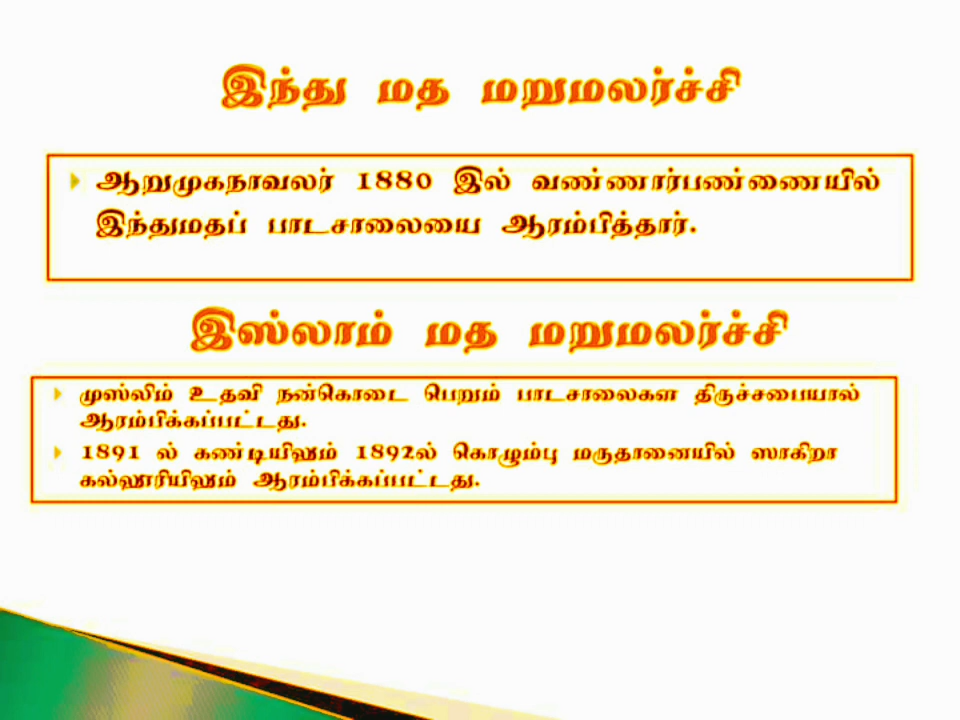 இந்து மத மறுமலர்ச்சி
ஆறுமுகநாவலர் 1880 இல் வண்ணார்பண்ணையில்
இந்துமதப் பாடசாலையை ஆரம்பித்தார்.
இஸ்லாம் மத மறுமலர்ச்சி
முஸ்லிம் உதவி நன்கொடை பெறும் பாடசாலைகள திருச்சபையால்
ஆரம்பிக்கப்பட்டது.
1891 ல் கண்டியிலும் 1892ல் கொழும்பு மருதானையில் ஸாகிறா
கல்லூரியிலும் ஆரம்பிக்கப்பட்டது.